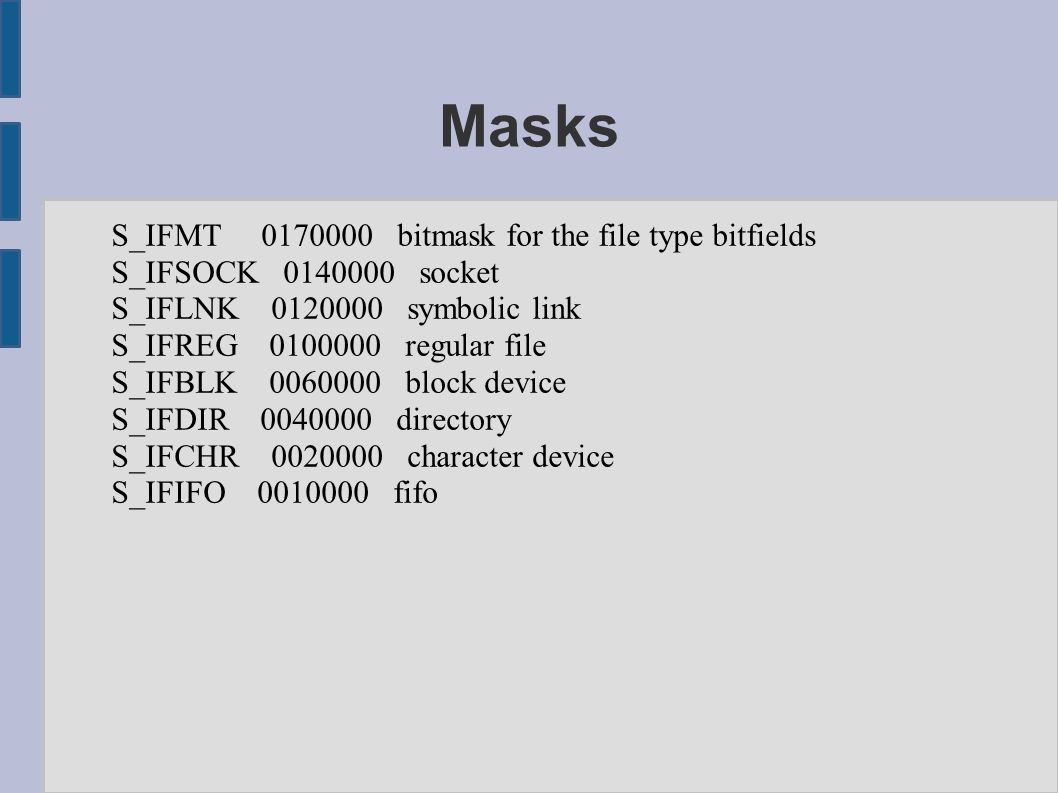 Masks
S_IFMT 0170000 bitmask for the file type bitfields
S_IFSOCK 0140000 socket
S_IFLNK 0120000 symbolic link
S_IFREG 0100000 regular file
S_IFBLK 0060000 block device
S_IFDIR 0040000 directory
S_IFCHR 0020000 character device
S_IFIFO 0010000 fifo